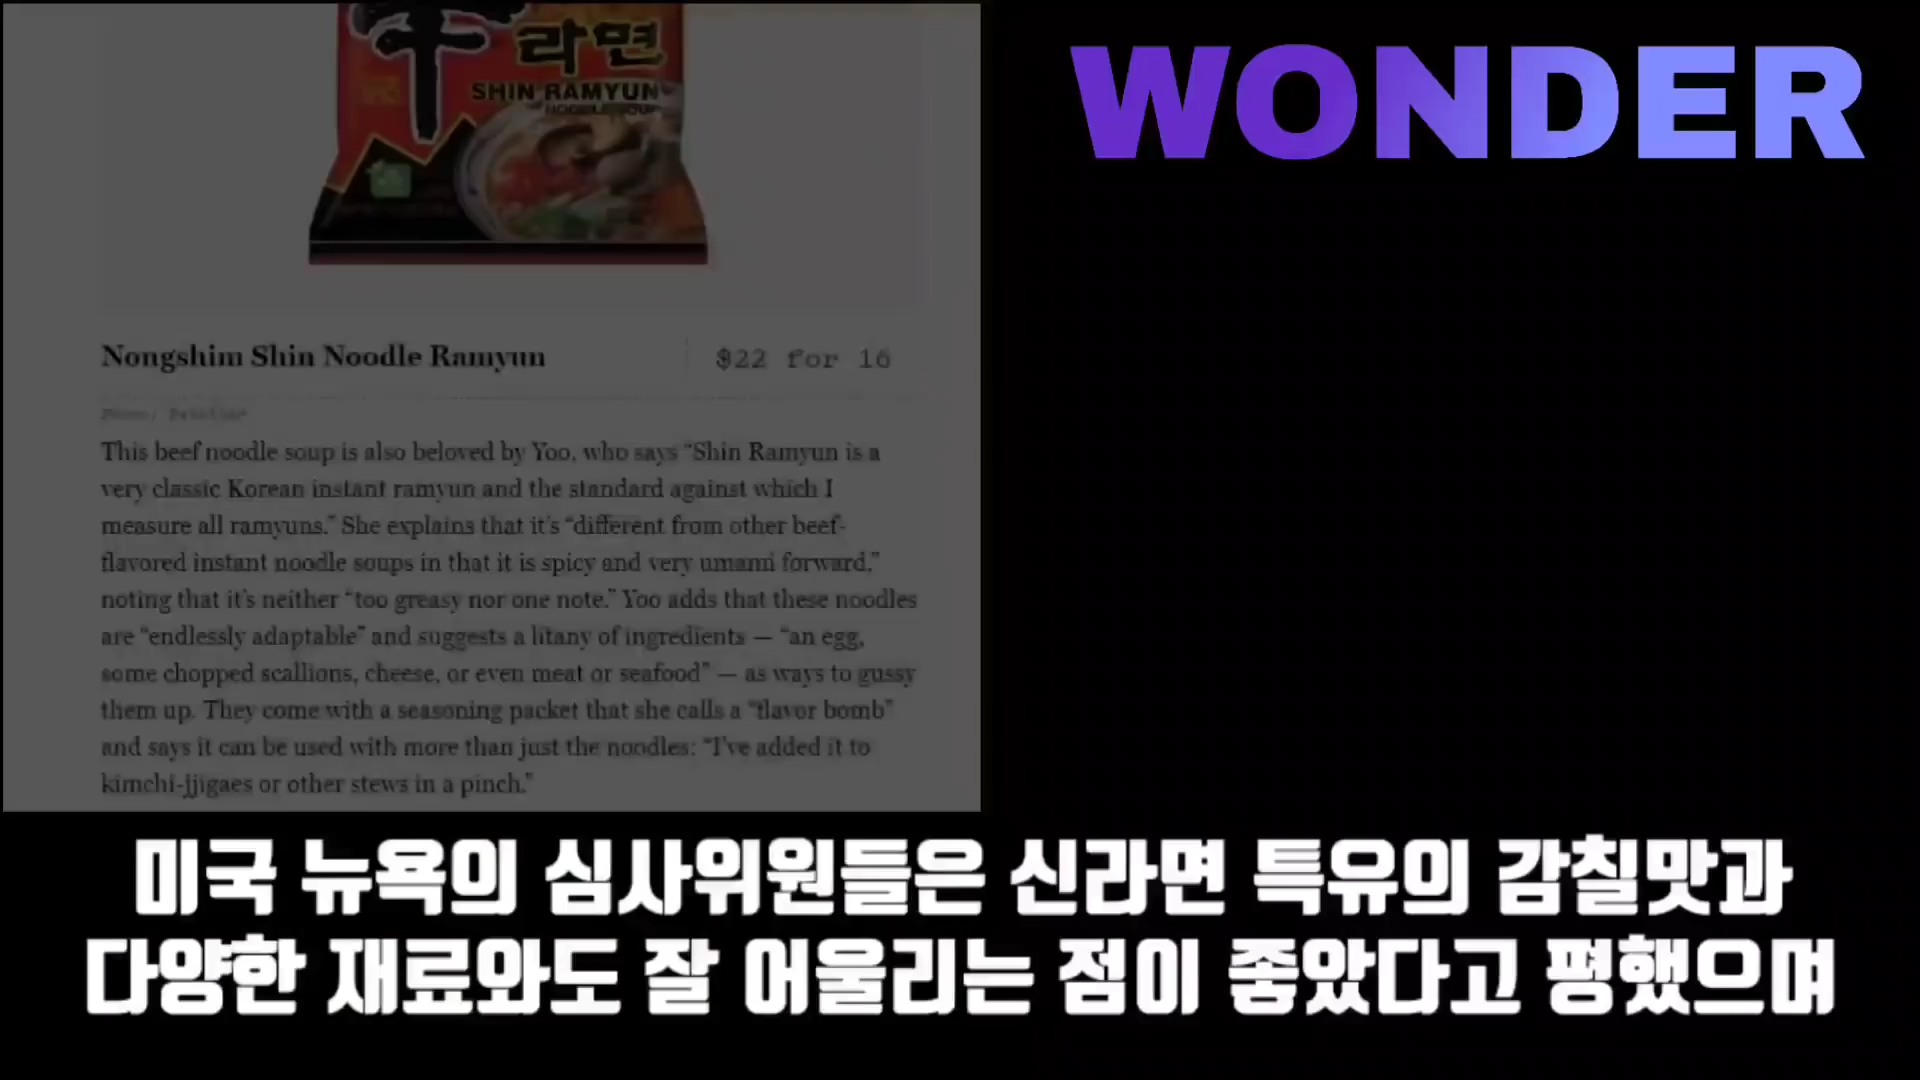 라면
SHIN RAMYUN
NOODLE SOUP
WONDER
Nongshim Shin Noodle Ramyun
$22 for 16
This beef noodle soup is also beloved by Yoo, who says “Shin Ramyun is a
very classic Korean instant ramyun and the standard against which I
measure all ramyuns.” She explains that it’s “different from other beef-
flavored instant noodle soups in that it is spicy and very umami forward,”
noting that it’s neither “too greasy nor one note.” Yoo adds that these noodles
are “endlessly adaptable” and suggests a litany of ingredients — “an egg,
some chopped scallions, cheese, or even meat or seafood” — as ways to gussy
them up. They come with a seasoning packet that she calls a “flavor bomb”
and says it can be used with more than just the noodles: “I’ve added it to
kimchi-jjigaes or other stews in a pinch.”
미국 뉴욕의 심사위원들은 신라면 특유의 감칠맛과
다양한 재료와도 잘 어울리는 점이 좋았다고 평했으며